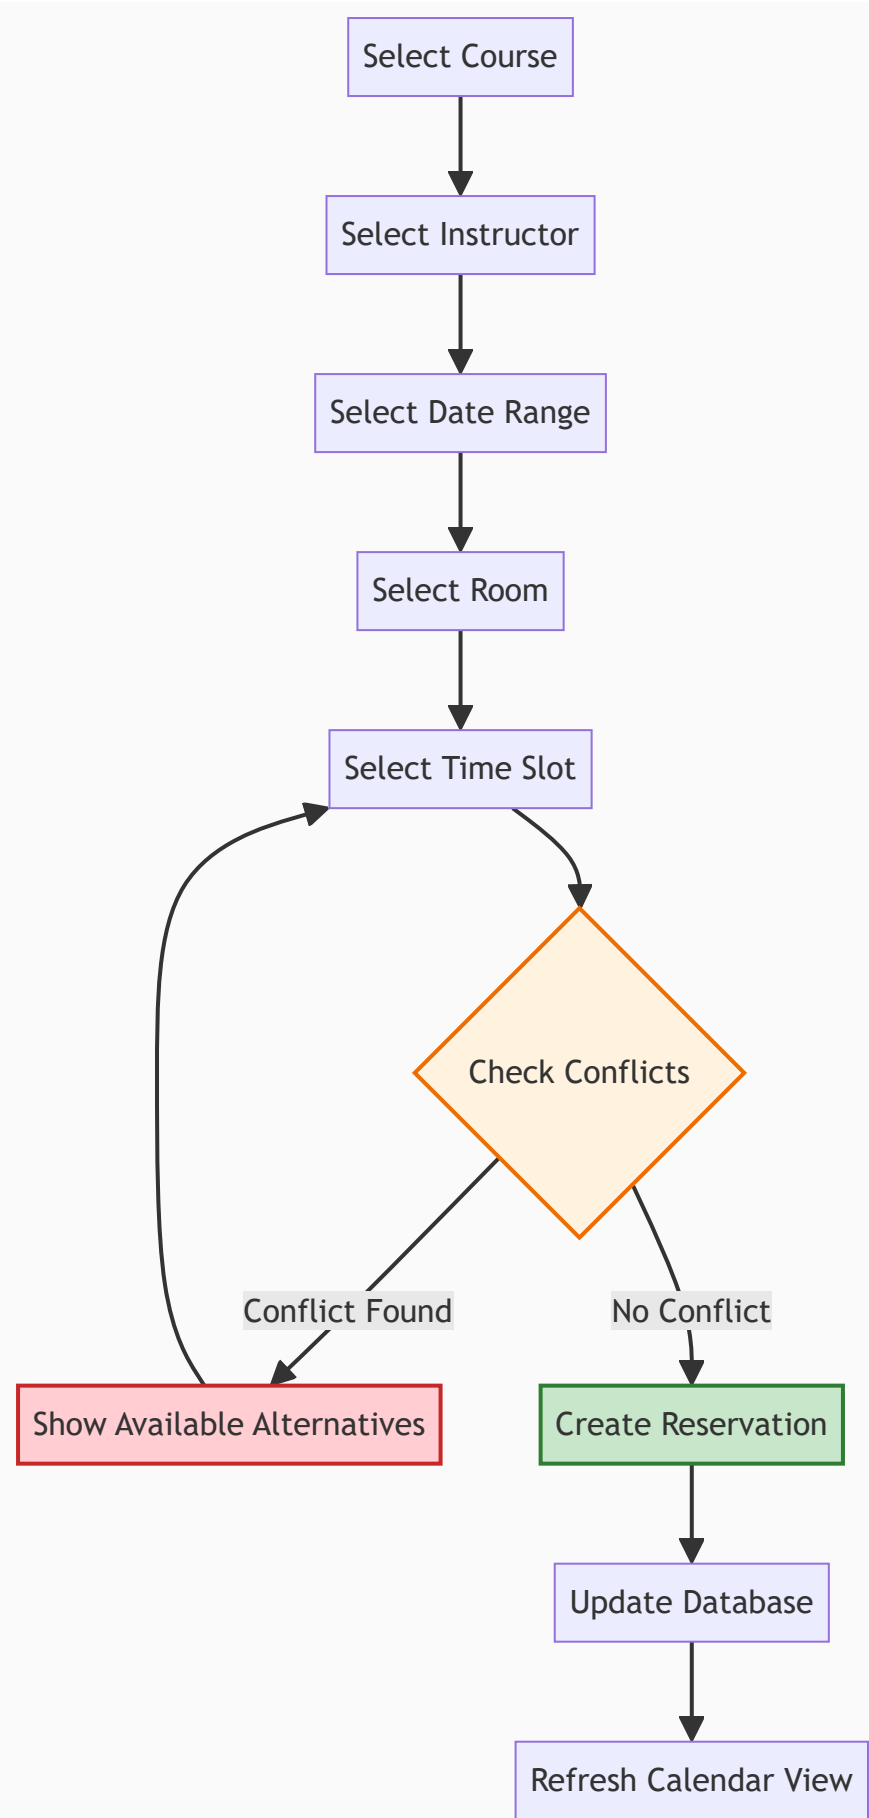 Select Course
Select Instructor
Select Date Range
Select Room
Select Time Slot
Check Conflicts
Conflict Found
No Conflict
Show Available Alternatives
Create Reservation
Update Database
Refresh Calendar View